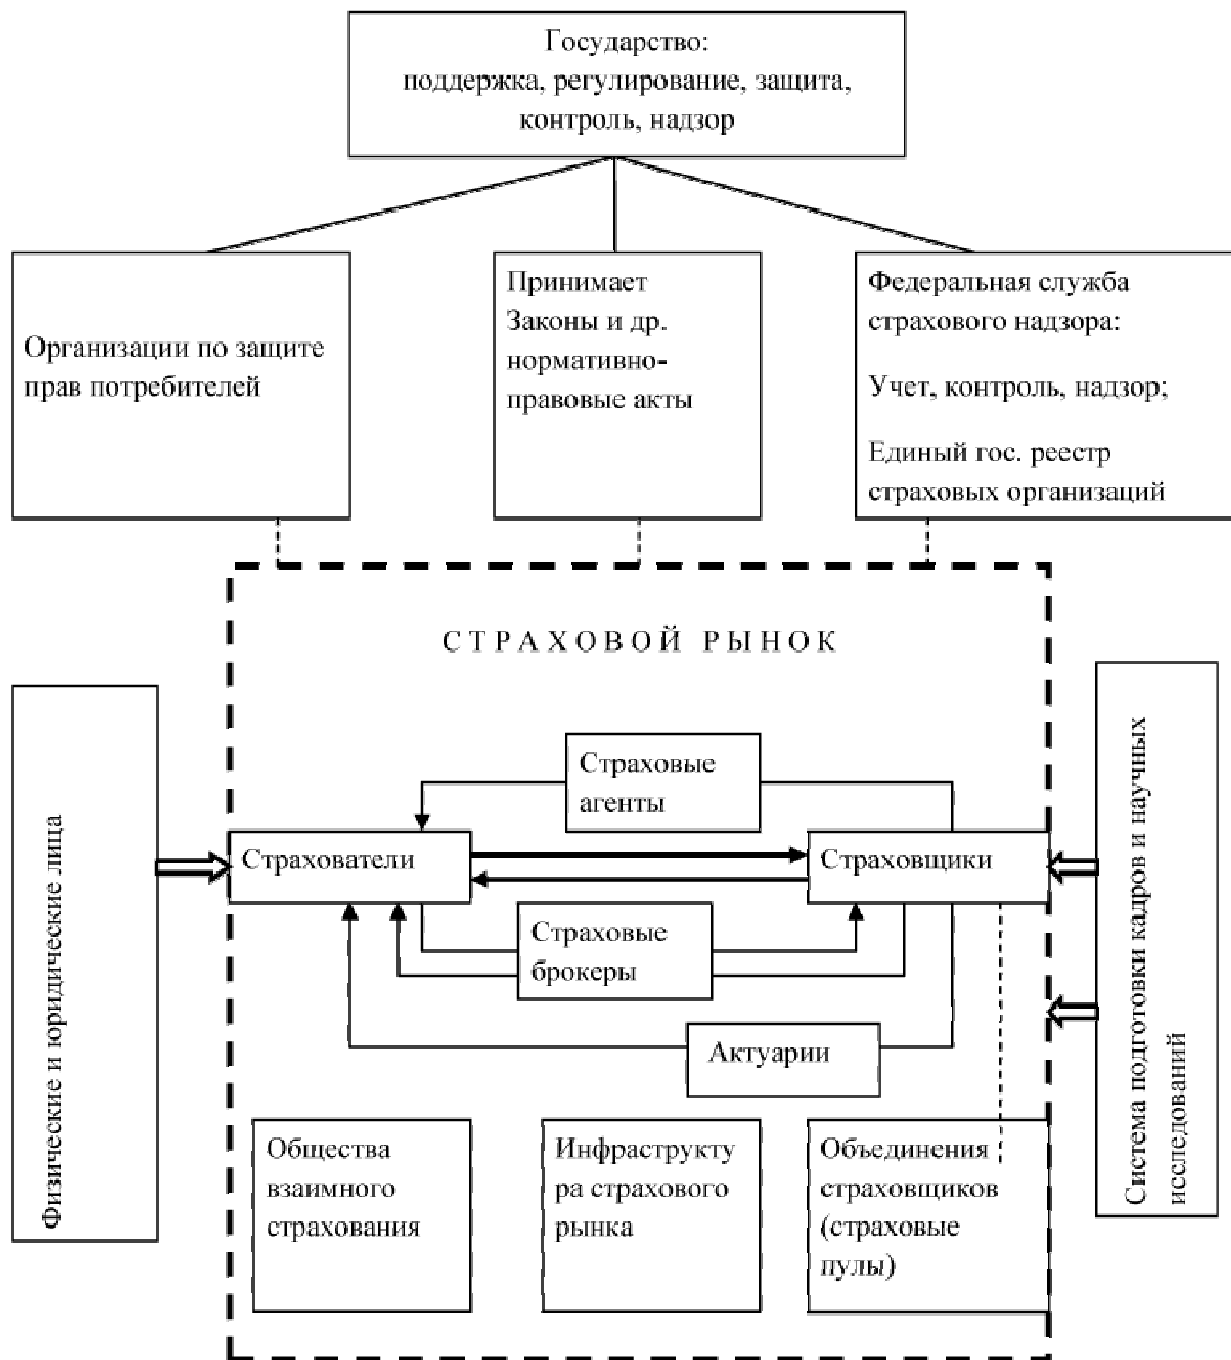 Государство:
поддержка, регулирование, защита,
контроль, надзор
Организации по защите
прав потребителей
Принимает
Законы и др.
нормативно-
правовые акты
Федеральная служба
страхового надзора:
Учет, контроль, надзор;
Единый гос. реестр
страховых организаций
СТРАХОВОЙ РЫНОК
Физические и юридические лица
Страховые
агенты
Страхователи
Страховщики
Страховые
брокеры
Актуарии
Общества
взаимного
страхования
Инфраструкту
ра страхового
рынка
Объединения
страховщиков
(страховые
пулы)
Система подготовки кадров и научных
исследований